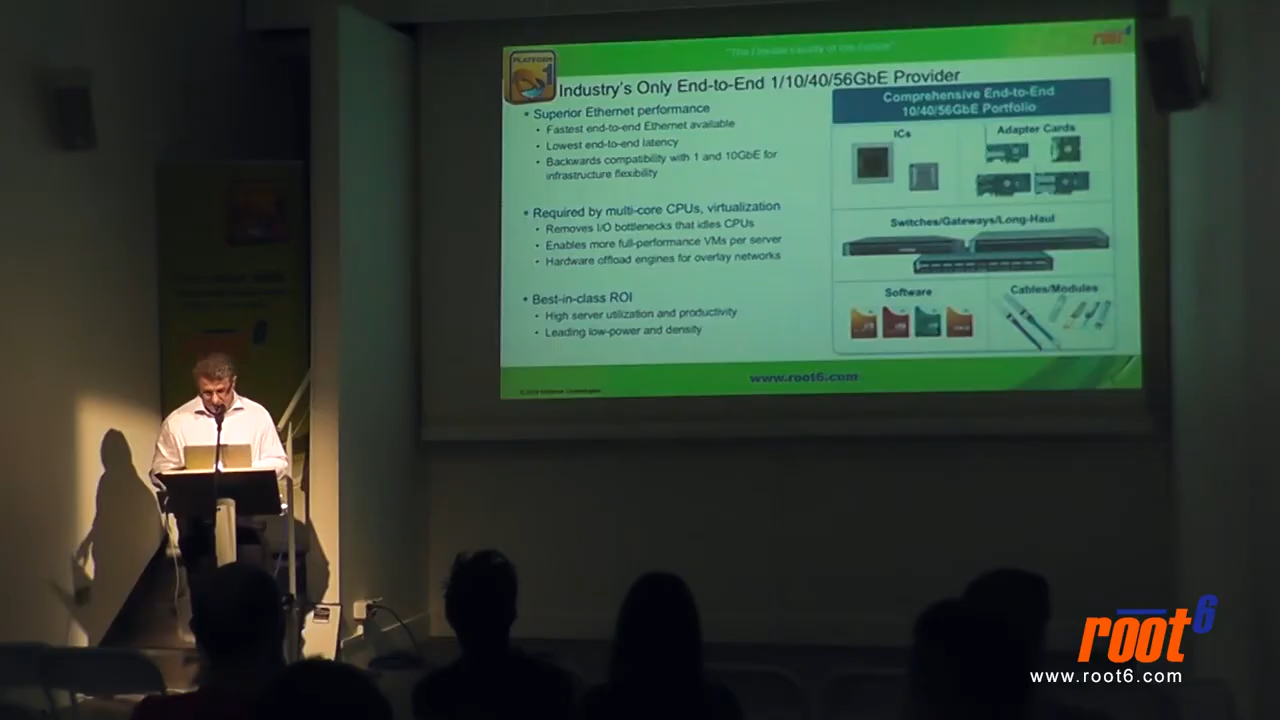 PLATFORM
1
root6
Industry's Only End-to-End 1/10/40/56GbE Provider
• Superior Ethernet performance
• Fastest end-to-end Ethernet available
• Lowest end-to-end latency
• Backwards compatibility with 1 and 10GbE for
infrastructure flexibility
• Required by multi-core CPUs, virtualization
• Removes I/O bottlenecks that idles CPUs
• Enables more full-performance VMs per server
• Hardware offload engines for overlay networks
• Best-in-class ROI
• High server utilization and productivity
• Leading low-power and density
Comprehensive End-to-End
10/40/56GbE Portfolio
ICs
Adapter Cards
Switches/Gateways/Long-Haul
Software
Cables/Modules
www.root6.com
root6
www.root6.com